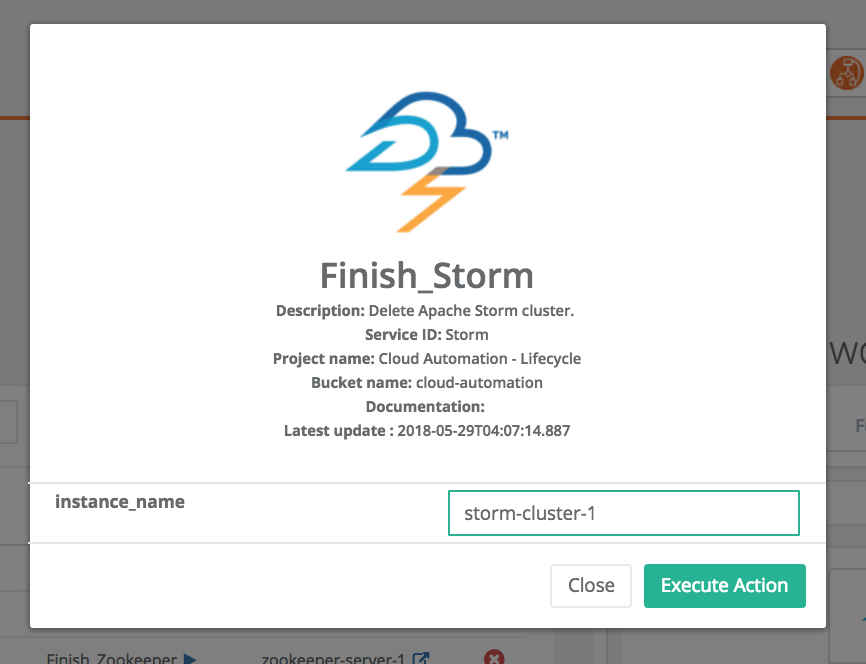 TM
Finish_Storm
Description: Delete Apache Storm cluster.
Service ID: Storm
Project name: Cloud Automation - Lifecycle
Bucket name: cloud-automation
Documentation:
Latest update : 2018-05-29T04:07:14.887
instance_name
storm-cluster-1
Close
Execute Action
Finish_Zookeeper
zookeeper-server-1